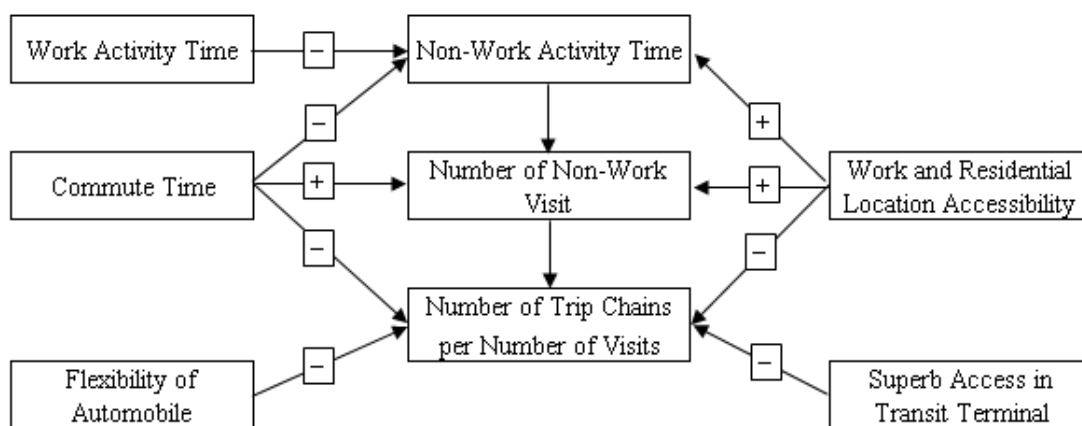 Work Activity Time
−
Non-Work Activity Time
−
+
Commute Time
+
Number of Non-Work
Visit
+
Work and Residential
Location Accessibility
−
−
Number of Trip Chains
per Number of Visits
Flexibility of
Automobile
−
−
Superb Access in
Transit Terminal